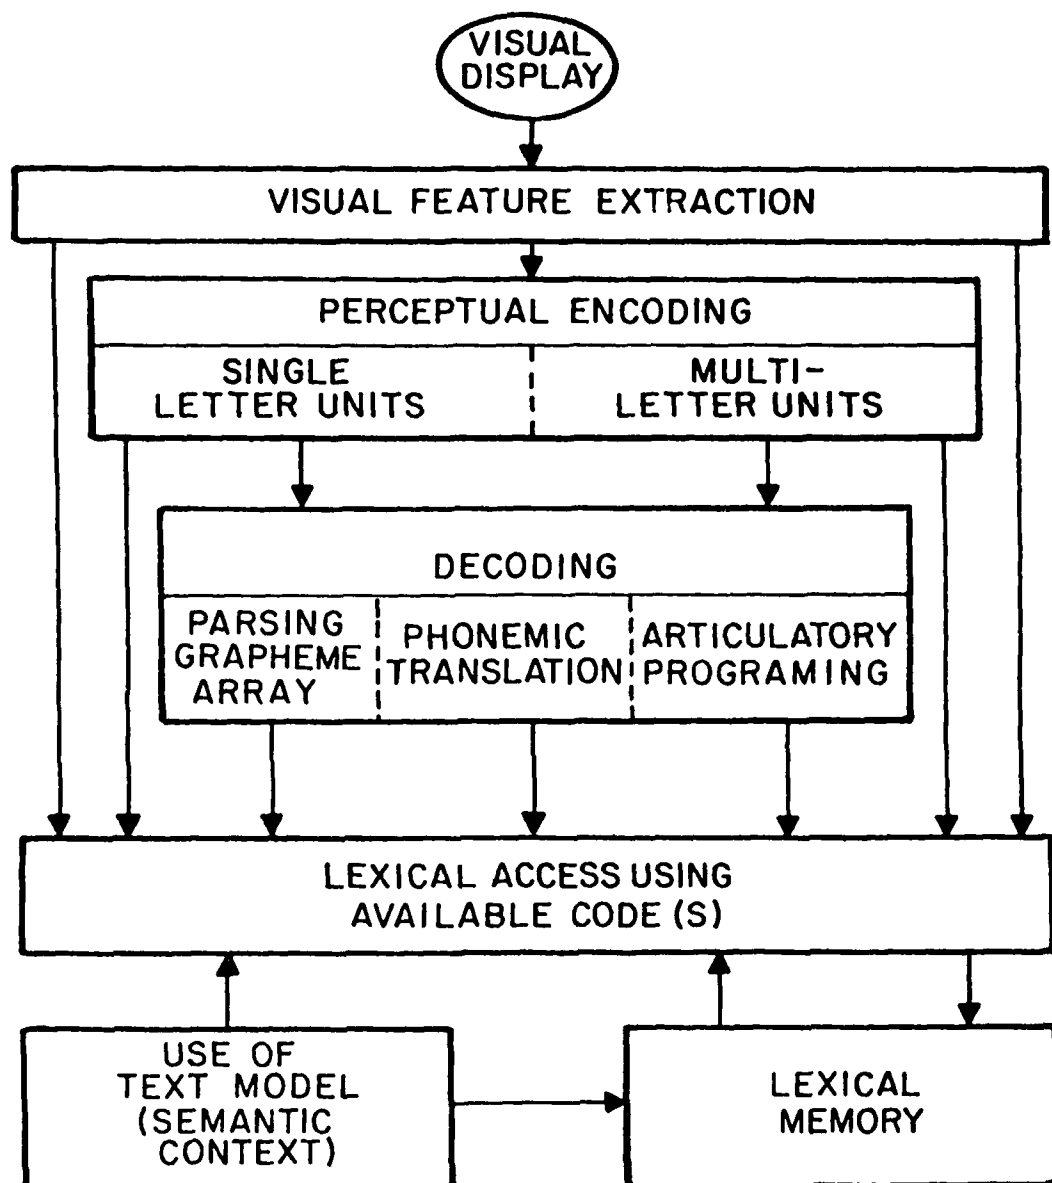 VISUAL
DISPLAY
VISUAL FEATURE EXTRACTION
PERCEPTUAL ENCODING
SINGLE
LETTER UNITS
MULTI-
LETTER UNITS
DECODING
PARSING
GRAPHEME
ARRAY
PHONEMIC
TRANSLATION
ARTICULATORY
PROGRAMING
LEXICAL ACCESS USING
AVAILABLE CODE (S)
USE OF
TEXT MODEL
(SEMANTIC
CONTEXT)
LEXICAL
MEMORY